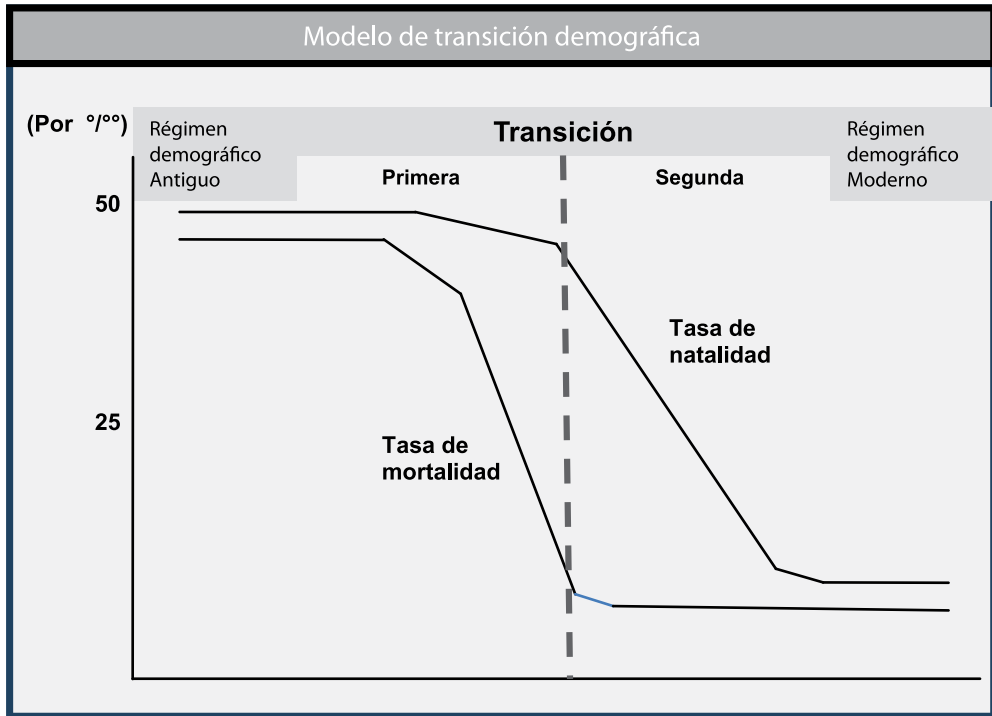 Modelo de transición demográfica
(Por °/°°)
Régimen
demográfico
Antiguo
Transición
Primera
Segunda
Régimen
demográfico
Moderno
50
25
Tasa de
natalidad
Tasa de
mortalidad